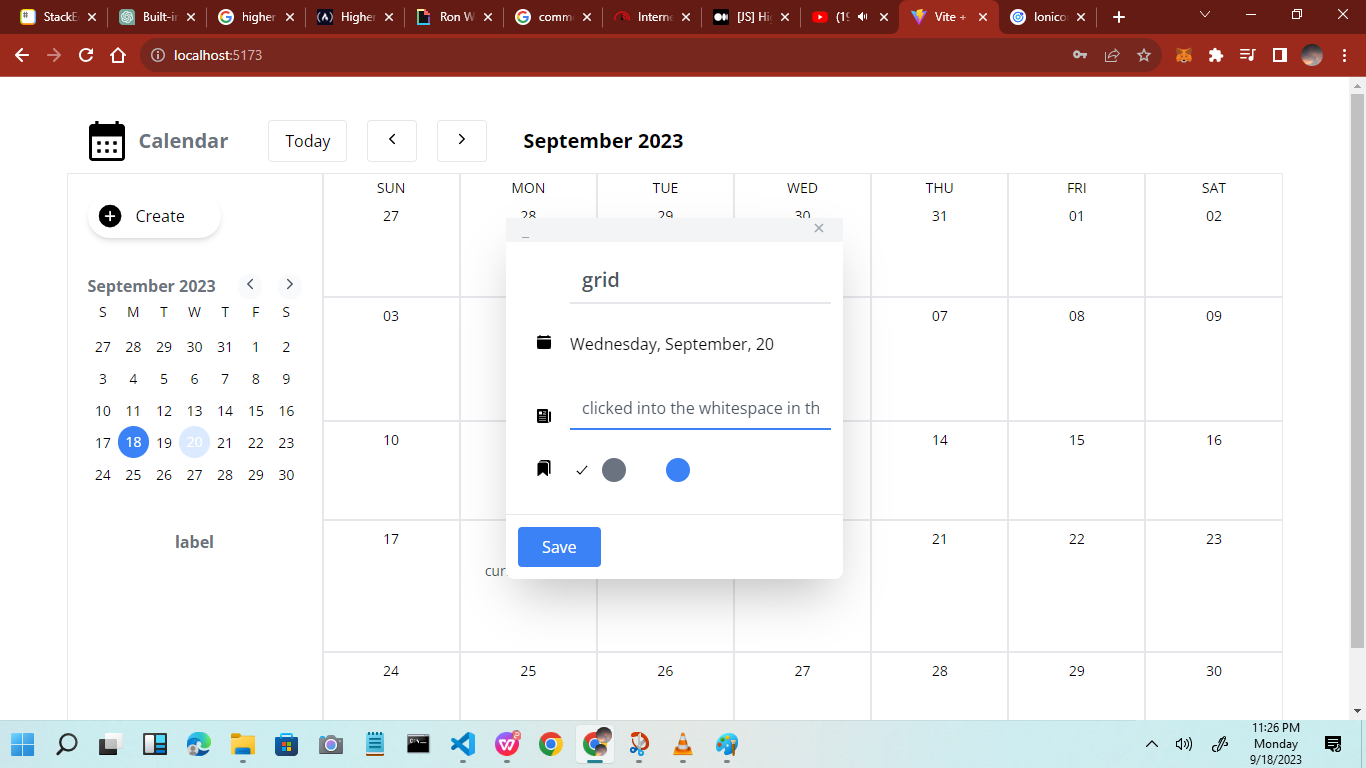 StackE
Built-in
higher
Higher
Ron W
comm
Interne
[JS] Hi
(19
Vite +
Ionico
localhost:5173
Calendar
Today
September 2023
Create
September 2023
S M T W T F S
27 28 29 30 31 1 2
3 4 5 6 7 8 9
10 11 12 13 14 15 16
17 18 19 20 21 22 23
24 25 26 27 28 29 30
label
SUN MON TUE WED THU FRI SAT
27 28 29 30 31 01 02
03 07 08 09
10 14 15 16
17 21 22 23
cur
24 25 26 27 28 29 30
_
grid
Wednesday, September, 20
clicked into the whitespace in th
Save
11:26 PM
Monday
9/18/2023